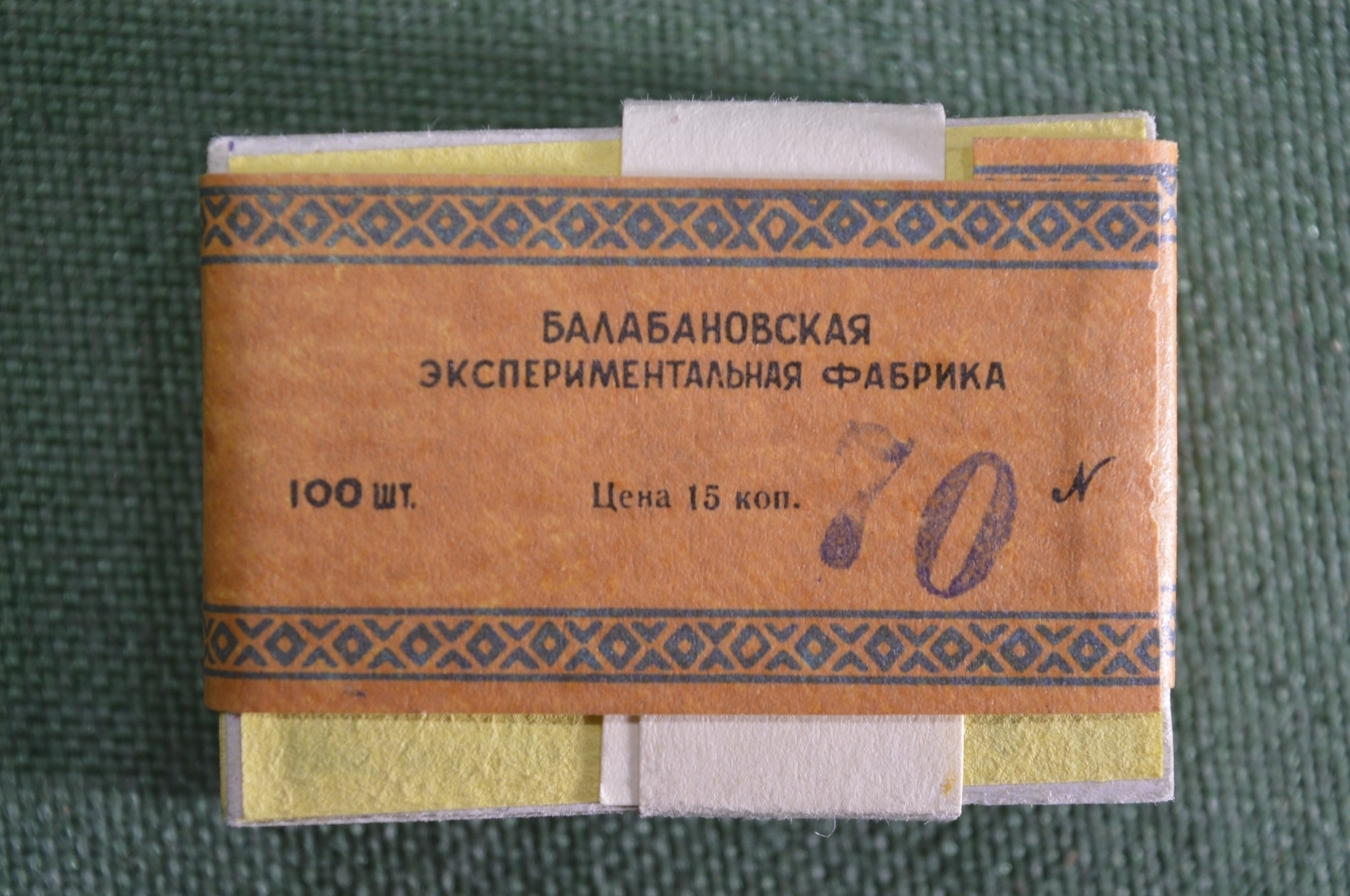 БАЛАБАНОВСКАЯ
ЭКСПЕРИМЕНТАЛЬНАЯ ФАБРИКА
100 ШТ. Цена 15 коп. 70 N